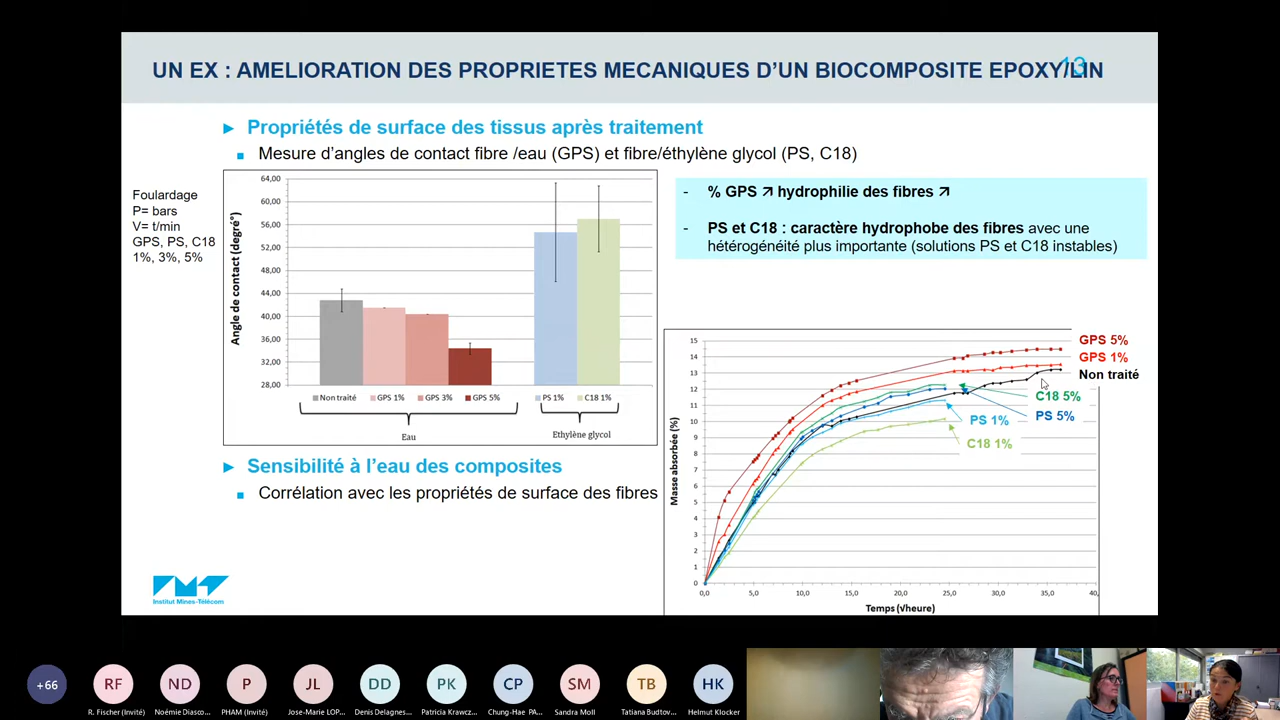 UN EX : AMELIORATION DES PROPRIETES MECANIQUES D'UN BIOCOMPOSITE EPOXY/LIN
13
► Propriétés de surface des tissus après traitement
■ Mesure d'angles de contact fibre /eau (GPS) et fibre/éthylène glycol (PS, C18)
Foulardage
P= bars
V= t/min
GPS, PS, C18
1%, 3%, 5%
Angle de contact (degré°)
64,00
60,00
56,00
52,00
48,00
44,00
40,00
36,00
32,00
28,00
Non traité
GPS 1%
GPS 3%
GPS 5%
PS 1%
C18 1%
Eau
Ethylène glycol
- % GPS ↗ hydrophilie des fibres ↗
- PS et C18 : caractère hydrophobe des fibres avec une
hétérogénéité plus importante (solutions PS et C18 instables)
► Sensibilité à l'eau des composites
■ Corrélation avec les propriétés de surface des fibres
Masse absorbée (%)
15
14
13
12
11
10
9
8
7
6
5
4
3
2
1
0
0,0
5,0
10,0
15,0
20,0
25,0
30,0
35,0
40,
Temps (√heure)
GPS 5%
GPS 1%
Non traité
C18 5%
PS 5%
PS 1%
C18 1%
Institut Mines-Télécom
+66
RF
ND
P
JL
DD
PK
CP
SM
TB
HK
R. Fischer (Invité)
Noémie Diasco...
PHAM (Invité)
Jose-Marie LOP...
Denis Delagnes...
Patricia Krawcz...
Chung-Hae PA...
Sandra Moll
Tatiana Budtov...
Helmut Klocker